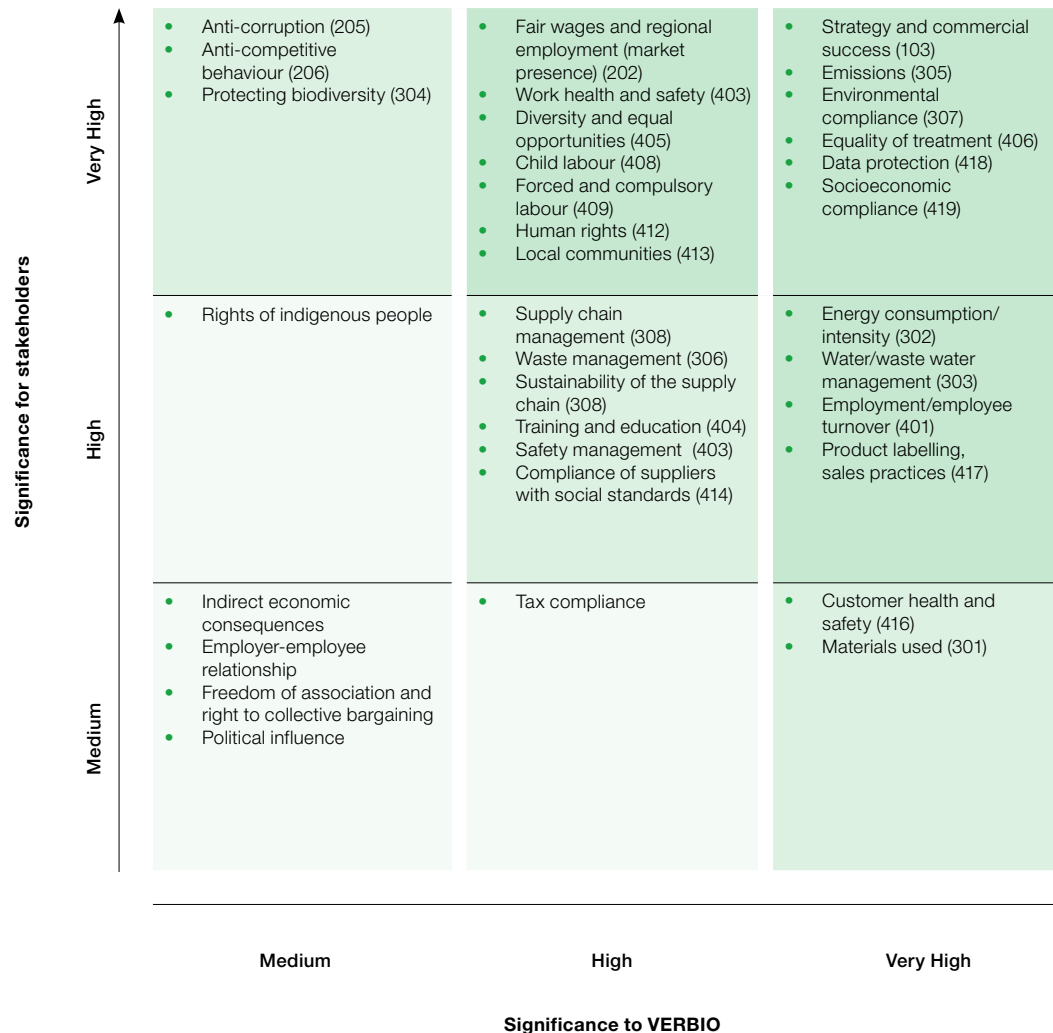 Significance for stakeholders
Very High
• Anti-corruption (205)
• Anti-competitive
behaviour (206)
• Protecting biodiversity (304)
• Fair wages and regional
employment (market
presence) (202)
• Work health and safety (403)
• Diversity and equal
opportunities (405)
• Child labour (408)
• Forced and compulsory
labour (409)
• Human rights (412)
• Local communities (413)
• Strategy and commercial
success (103)
• Emissions (305)
• Environmental
compliance (307)
• Equality of treatment (406)
• Data protection (418)
• Socioeconomic
compliance (419)
High
• Rights of indigenous people
• Supply chain
management (308)
• Waste management (306)
• Sustainability of the supply
chain (308)
• Training and education (404)
• Safety management (403)
• Compliance of suppliers
with social standards (414)
• Energy consumption/
intensity (302)
• Water/waste water
management (303)
• Employment/employee
turnover (401)
• Product labelling,
sales practices (417)
Medium
• Indirect economic
consequences
• Employer-employee
relationship
• Freedom of association and
right to collective bargaining
• Political influence
• Tax compliance
• Customer health and
safety (416)
• Materials used (301)
Medium
High
Very High
Significance to VERBIO